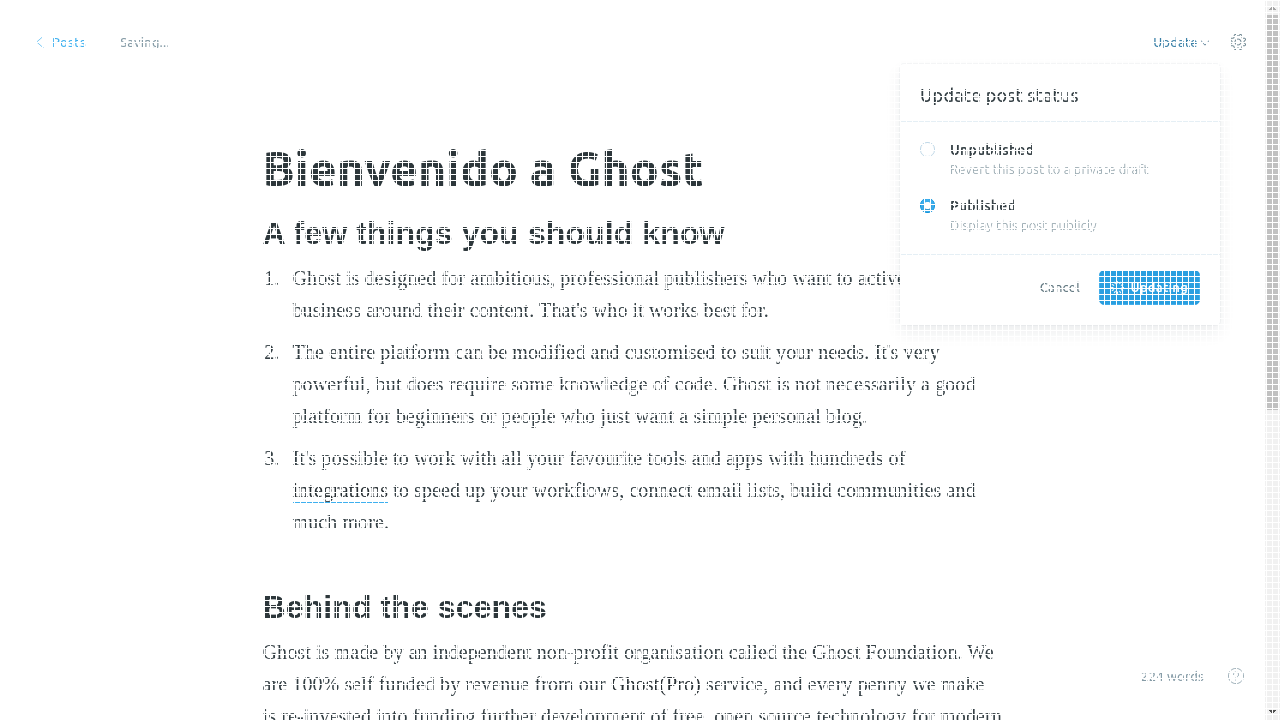 Posts
Saving...
Update
Update post status
Unpublished
Revert this post to a private draft
Published
Display this post publicly
Cancel
Updating
Bienvenido a Ghost
A few things you should know
1. Ghost is designed for ambitious, professional publishers who want to active
business around their content. That's who it works best for.
2. The entire platform can be modified and customised to suit your needs. It's very
powerful, but does require some knowledge of code. Ghost is not necessarily a good
platform for beginners or people who just want a simple personal blog.
3. It's possible to work with all your favourite tools and apps with hundreds of
integrations to speed up your workflows, connect email lists, build communities and
much more.
Behind the scenes
Ghost is made by an independent non-profit organisation called the Ghost Foundation. We
are 100% self funded by revenue from our Ghost(Pro) service, and every penny we make
is re-invested into funding further development of free, open source technology for modern
224 words